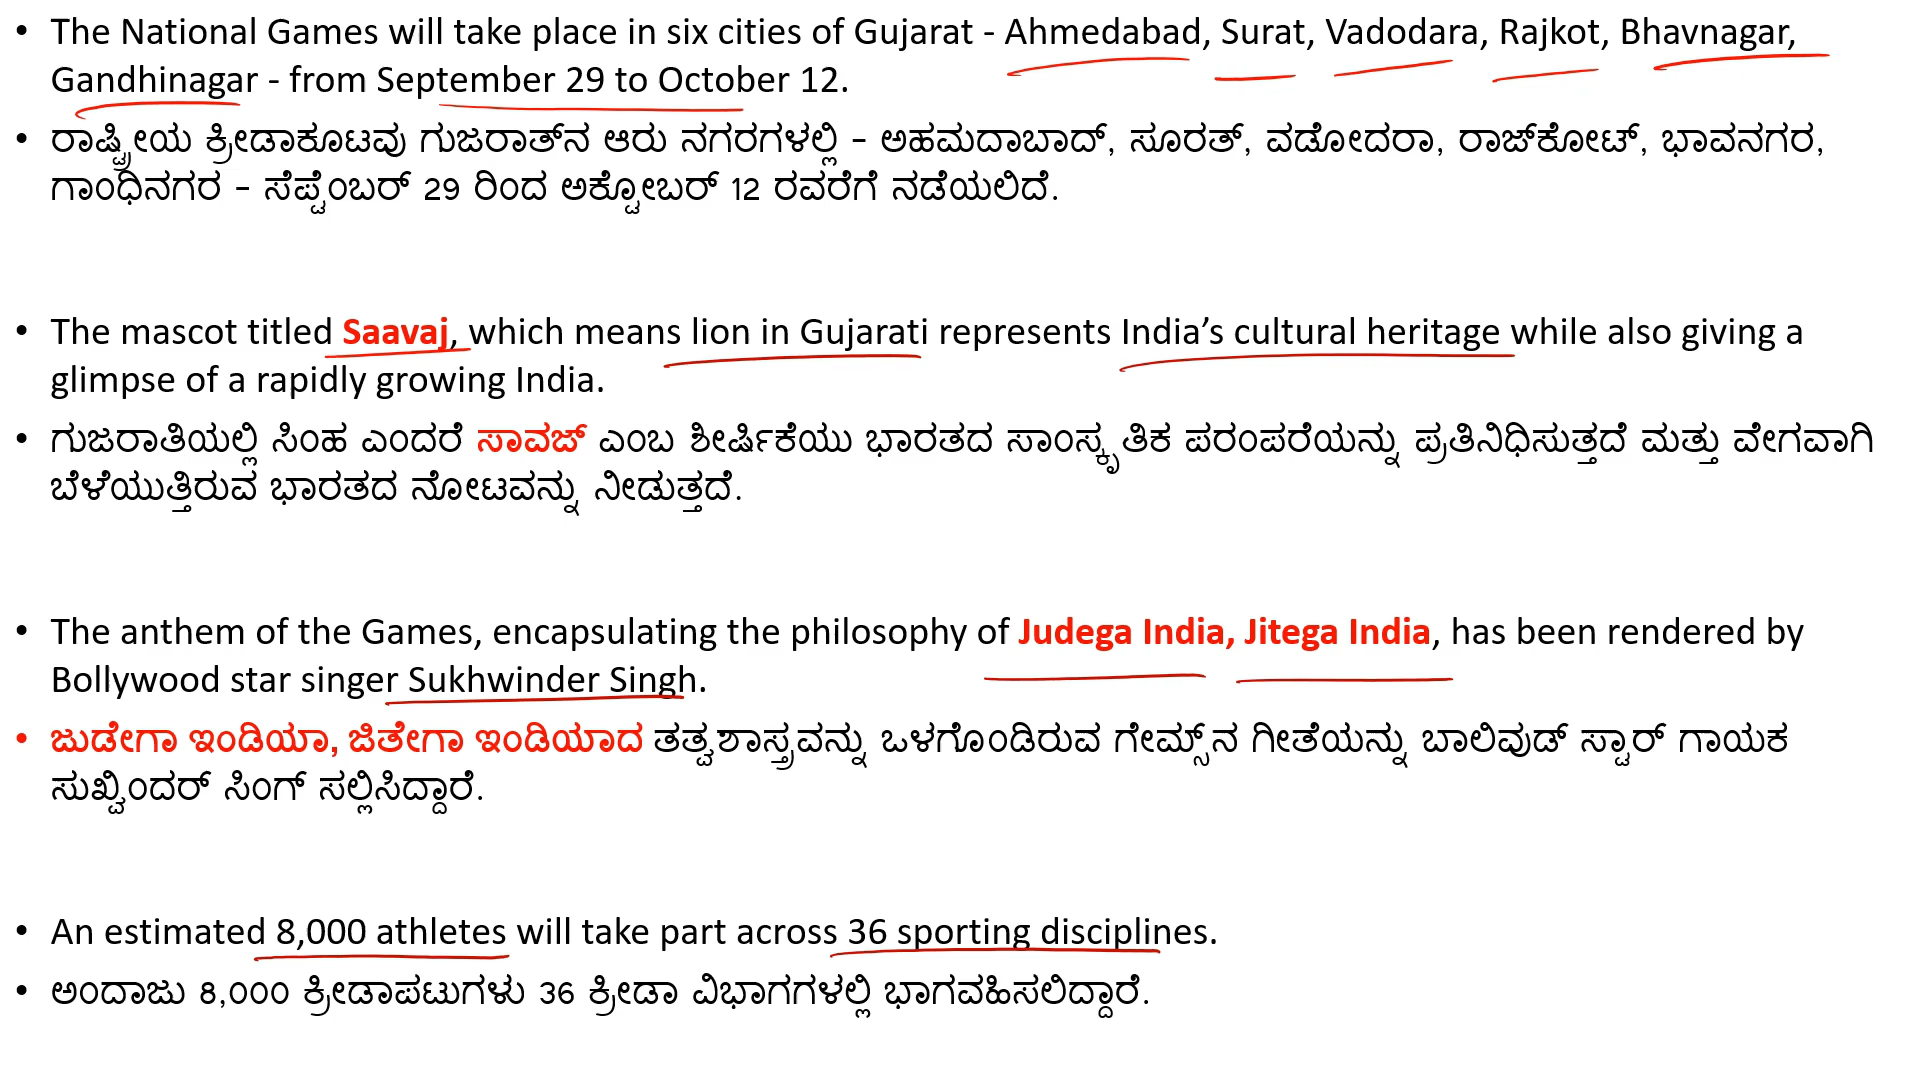 • The National Games will take place in six cities of Gujarat - Ahmedabad, Surat, Vadodara, Rajkot, Bhavnagar,
Gandhinagar - from September 29 to October 12.
• ರಾಷ್ಟ್ರೀಯ ಕ್ರೀಡಾಕೂಟವು ಗುಜರಾತ್‌ನ ಆರು ನಗರಗಳಲ್ಲಿ - ಅಹಮದಾಬಾದ್, ಸೂರತ್, ವಡೋದರಾ, ರಾಜ್‌ಕೋಟ್, ಭಾವನಗರ,
ಗಾಂಧಿನಗರ - ಸೆಪ್ಟೆಂಬರ್ 29 ರಿಂದ ಅಕ್ಟೋಬರ್ 12 ರವರೆಗೆ ನಡೆಯಲಿದೆ.
• The mascot titled Saavaj, which means lion in Gujarati represents India’s cultural heritage while also giving a
glimpse of a rapidly growing India.
• ಗುಜರಾತಿಯಲ್ಲಿ ಸಿಂಹ ಎಂದರೆ ಸಾವಜ್ ಎಂಬ ಶೀರ್ಷಿಕೆಯು ಭಾರತದ ಸಾಂಸ್ಕೃತಿಕ ಪರಂಪರೆಯನ್ನು ಪ್ರತಿನಿಧಿಸುತ್ತದೆ ಮತ್ತು ವೇಗವಾಗಿ
ಬೆಳೆಯುತ್ತಿರುವ ಭಾರತದ ನೋಟವನ್ನು ನೀಡುತ್ತದೆ.
• The anthem of the Games, encapsulating the philosophy of Judega India, Jitega India, has been rendered by
Bollywood star singer Sukhwinder Singh.
• ಜುಡೇಗಾ ಇಂಡಿಯಾ, ಜಿತೇಗಾ ಇಂಡಿಯಾದ ತತ್ವಶಾಸ್ತ್ರವನ್ನು ಒಳಗೊಂಡಿರುವ ಗೇಮ್ಸ್‌ನ ಗೀತೆಯನ್ನು ಬಾಲಿವುಡ್ ಸ್ಟಾರ್ ಗಾಯಕ
ಸುಖ್ವಿಂದರ್ ಸಿಂಗ್ ಸಲ್ಲಿಸಿದ್ದಾರೆ.
• An estimated 8,000 athletes will take part across 36 sporting disciplines.
• ಅಂದಾಜು 8,000 ಕ್ರೀಡಾಪಟುಗಳು 36 ಕ್ರೀಡಾ ವಿಭಾಗಗಳಲ್ಲಿ ಭಾಗವಹಿಸಲಿದ್ದಾರೆ.